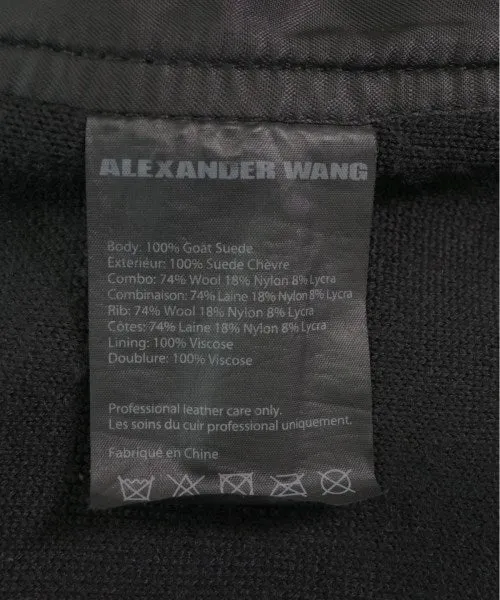 ALEXANDER WANG
Body: 100% Goat Suede
Extérieur: 100% Suede Chèvre
Combo: 74% Wool 18% Nylon 8% Lycra
Combinaison: 74% Laine 18% Nylon 8% Lycra
Rib: 74% Wool 18% Nylon 8% Lycra
Côtes: 74% Laine 18% Nylon 8% Lycra
Lining: 100% Viscose
Doublure: 100% Viscose
Professional leather care only.
Les soins du cuir professional uniquement.
Fabriqué en Chine